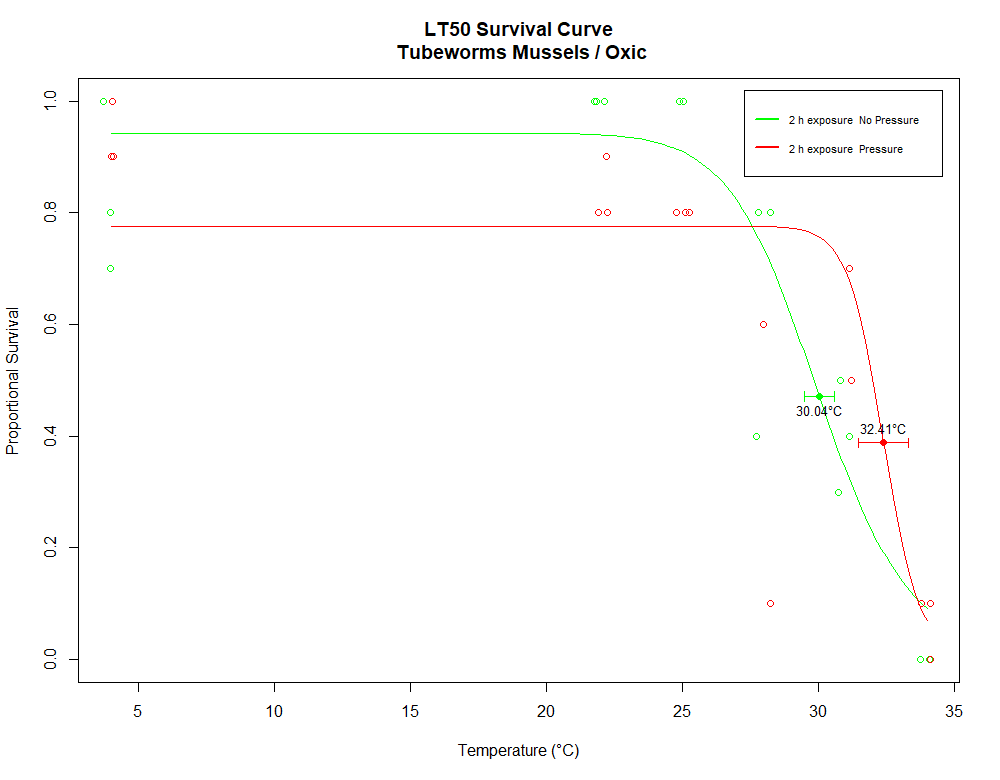 LT50 Survival Curve
Tubeworms Mussels / Oxic
2 h exposure  No Pressure
2 h exposure  Pressure
Proportional Survival
1.0
0.8
0.6
0.4
0.2
0.0
30.04°C
32.41°C
5 10 15 20 25 30 35
Temperature (°C)